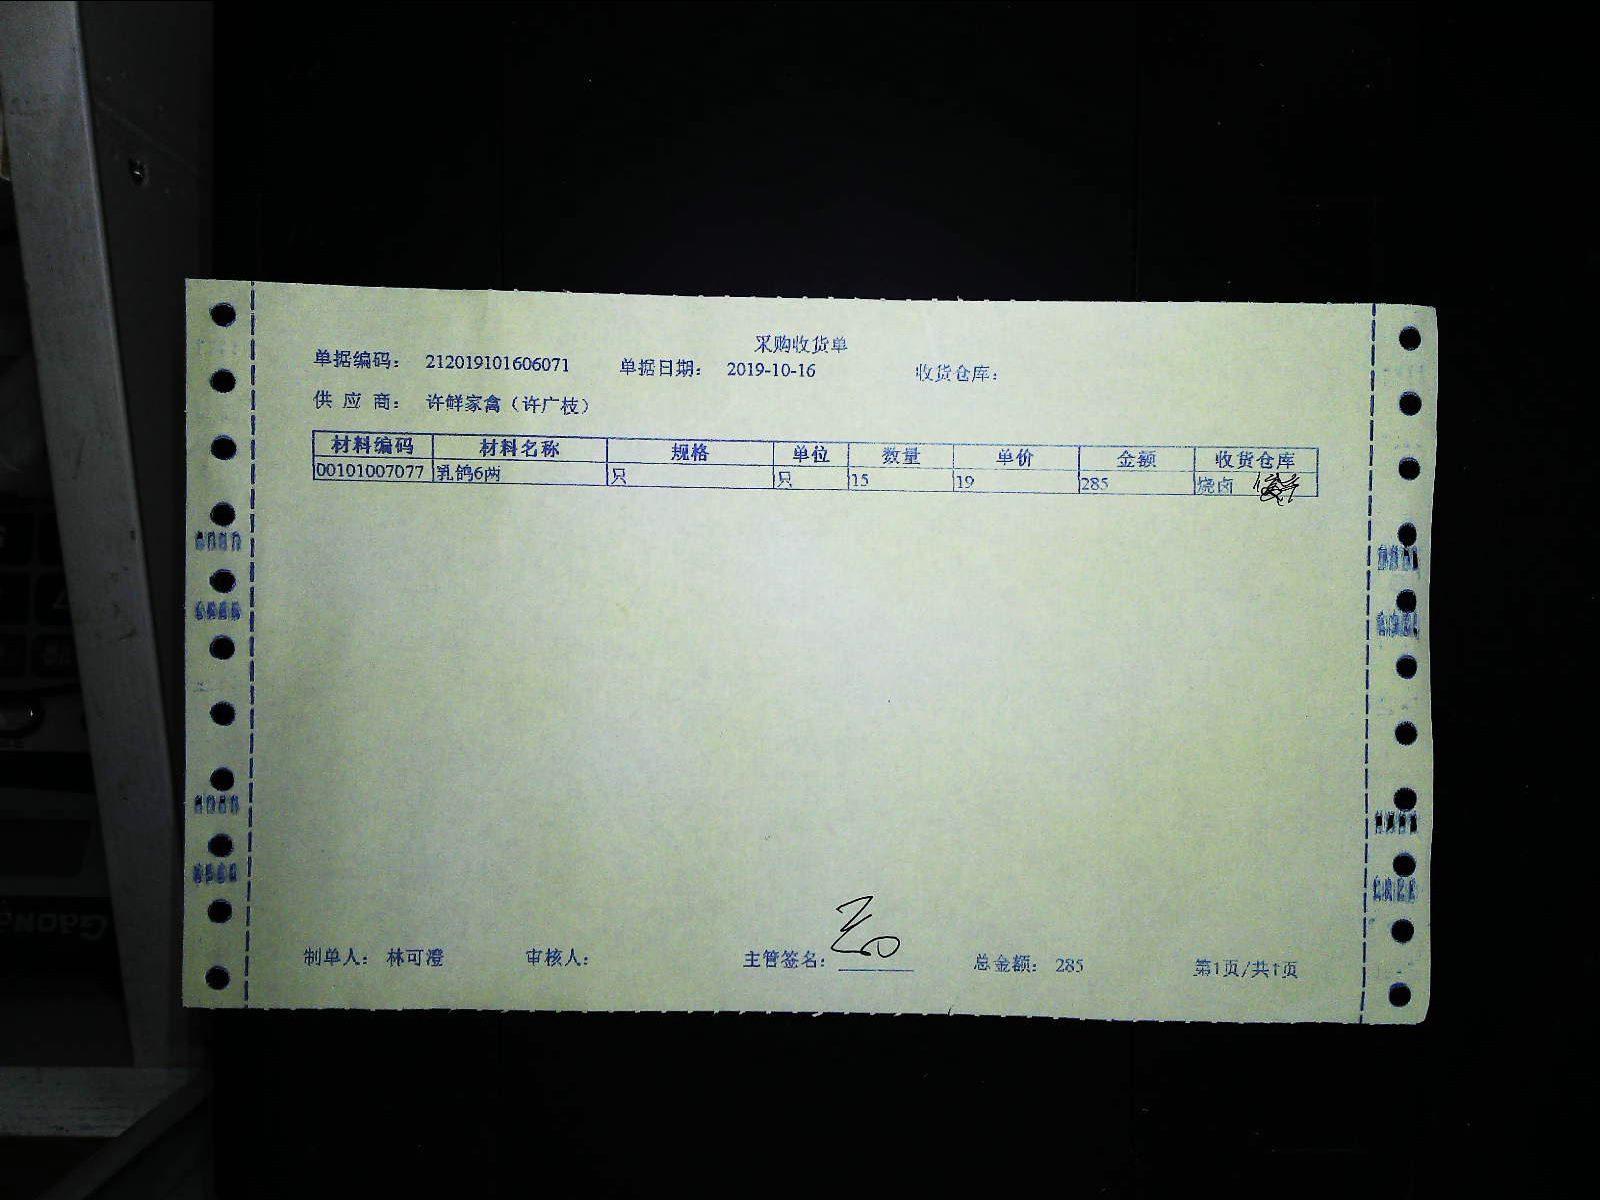 采购收货单
单据编码： 212019101606071 单据日期： 2019-10-16 收货仓库：
供 应 商： 许鲜家禽（许广枝）
材料编码 材料名称 规格 单位 数量 单价 金额 收货仓库
00101007077 乳鸽6两 只 只 15 19 285 烧卤
制单人： 林可澄 审核人： 主管签名： 总金额： 285 第1页/共1页